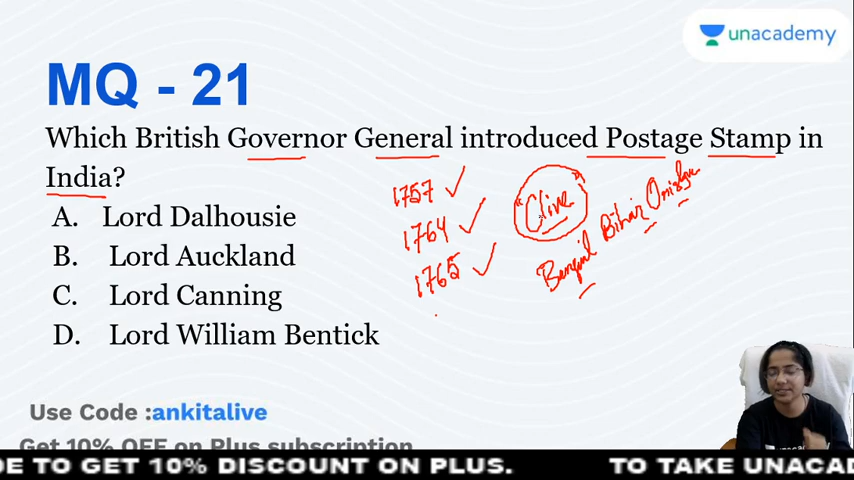 unacademy
MQ - 21
Which British Governor General introduced Postage Stamp in
India?
A. Lord Dalhousie
B. Lord Auckland
C. Lord Canning
D. Lord William Bentick
1757
1764
1765
"Clive"
Bengal Bihar
Use Code :ankitalive
Get 10% OFF on Plus subscription
DE TO GET 10% DISCOUNT ON PLUS. TO TAKE UNACAD